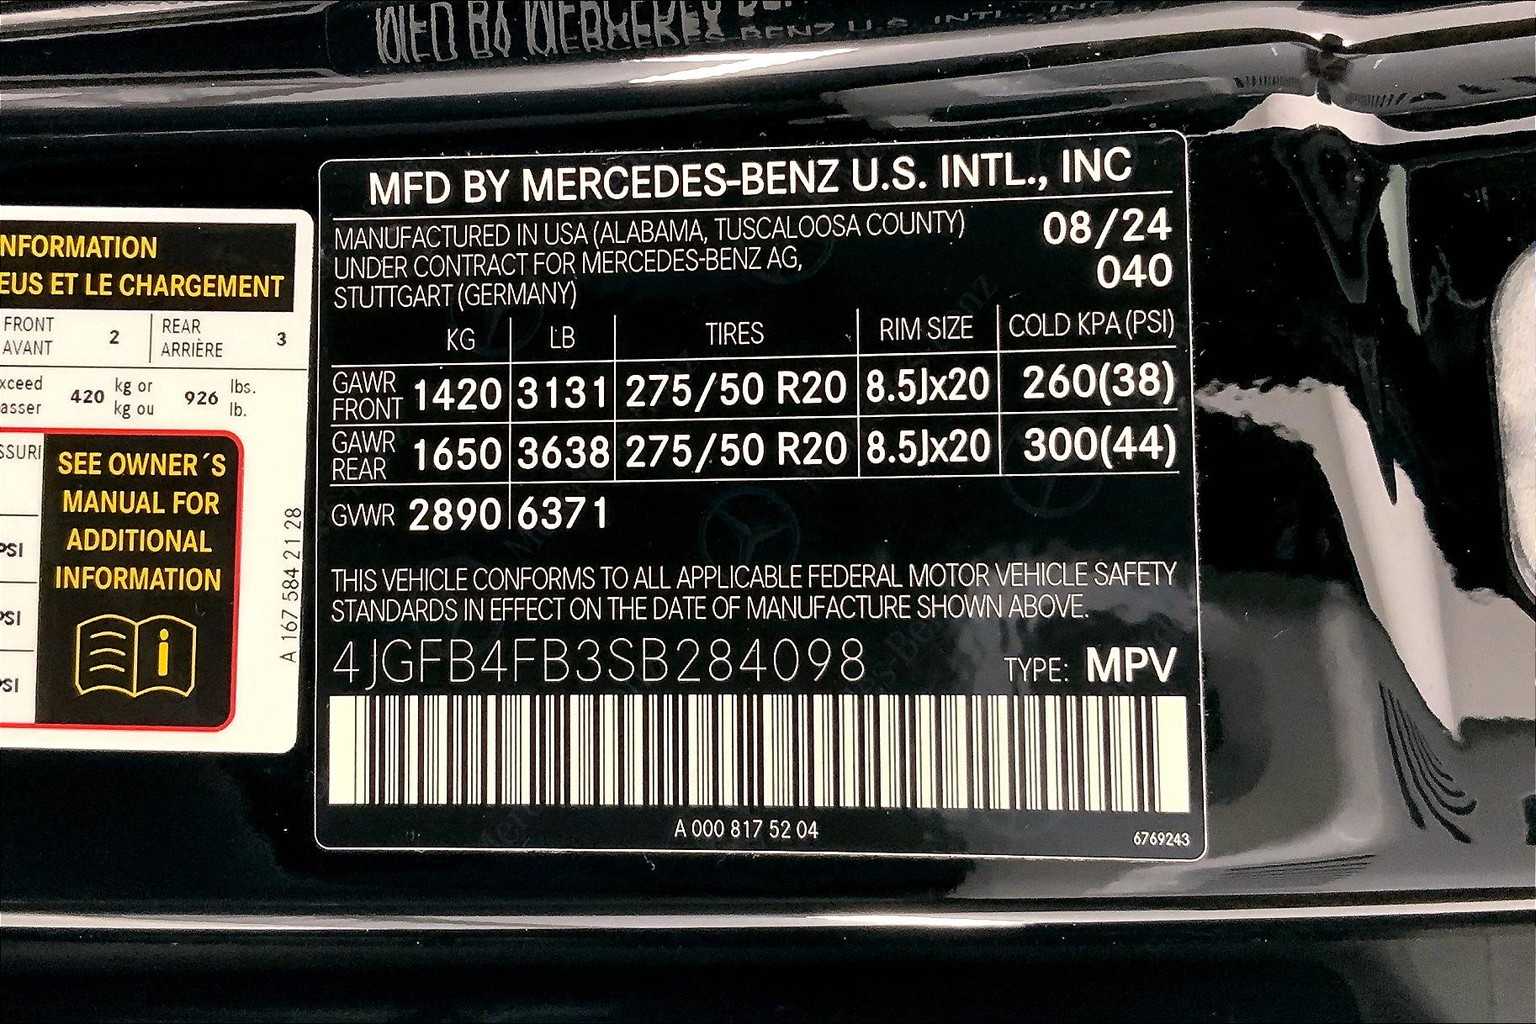 MFD BY MERCEDES-BENZ U.S. INTL., INC
MANUFACTURED IN USA (ALABAMA, TUSCALOOSA COUNTY)
UNDER CONTRACT FOR MERCEDES-BENZ AG,
STUTTGART (GERMANY)
08/24
040
KG LB TIRES RIM SIZE COLD KPA (PSI)
GAWR FRONT 1420 3131 275/50 R20 8.5Jx20 260(38)
GAWR REAR 1650 3638 275/50 R20 8.5Jx20 300(44)
GVWR 2890 6371
THIS VEHICLE CONFORMS TO ALL APPLICABLE FEDERAL MOTOR VEHICLE SAFETY
STANDARDS IN EFFECT ON THE DATE OF MANUFACTURE SHOWN ABOVE.
4JGFB4FB3SB284098 TYPE: MPV
A 000 817 52 04
6769243
NFORMATION
EUS ET LE CHARGEMENT
FRONT AVANT 2 REAR ARRIÈRE 3
xceed 420 kg or 926 lbs.
asser kg ou lb.
SSURI
PSI
PSI
PSI
SEE OWNER´S
MANUAL FOR
ADDITIONAL
INFORMATION
A 167 584 21 28